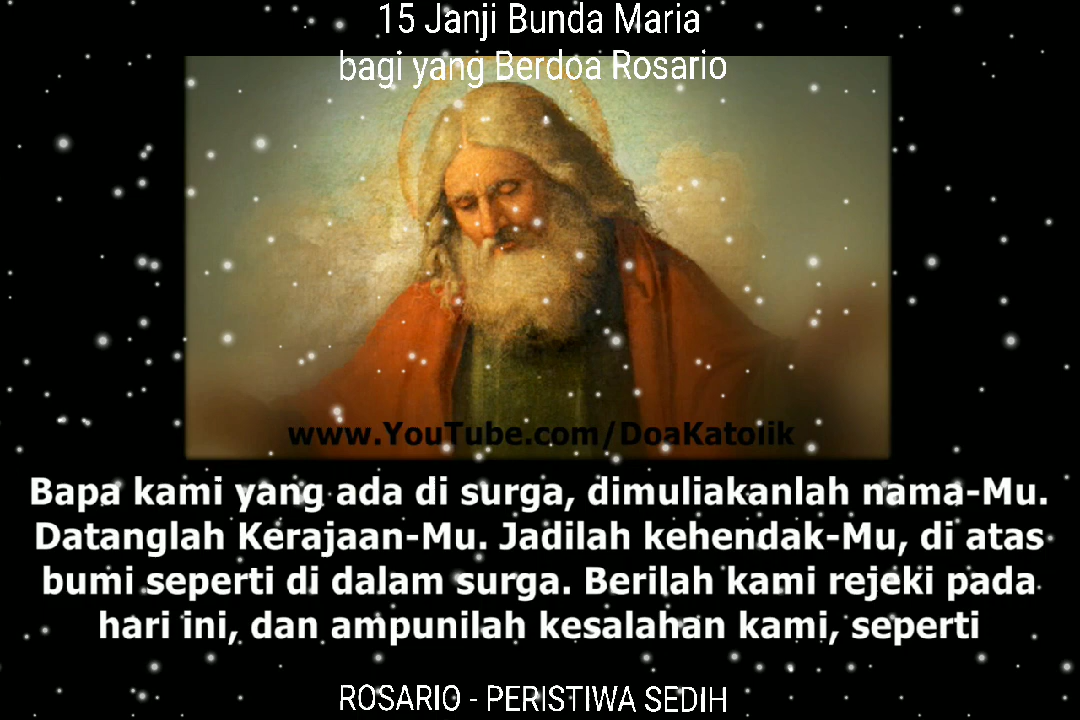 15 Janji Bunda Maria
bagi yang Berdoa Rosario
www.YouTube.com/DoaKatolik
Bapa kami yang ada di surga, dimuliakanlah nama-Mu.
Datanglah Kerajaan-Mu. Jadilah kehendak-Mu, di atas
bumi seperti di dalam surga. Berilah kami rejeki pada
hari ini, dan ampunilah kesalahan kami, seperti
ROSARIO - PERISTIWA SEDIH